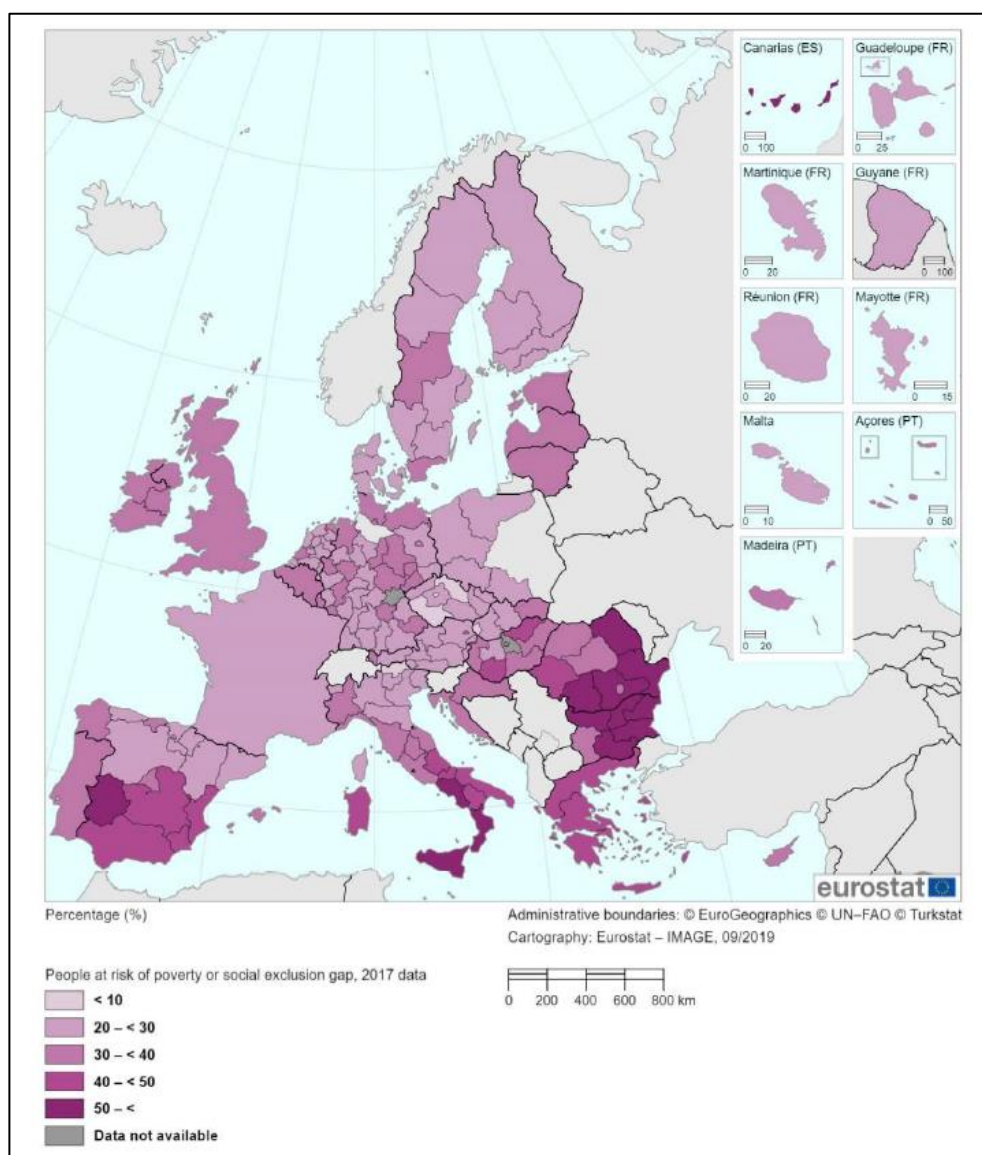 Canarias (ES)
0 100
Guadeloupe (FR)
0 25
Martinique (FR)
0 20
Guyane (FR)
0 100
Réunion (FR)
0 20
Mayotte (FR)
0 15
Malta
0 10
Açores (PT)
0 50
Madeira (PT)
0 20
eurostat
Percentage (%)
Administrative boundaries: © EuroGeographics © UN–FAO © Turkstat
Cartography: Eurostat – IMAGE, 09/2019
People at risk of poverty or social exclusion gap, 2017 data
0 200 400 600 800 km
< 10
20 – < 30
30 – < 40
40 – < 50
50 – <
Data not available